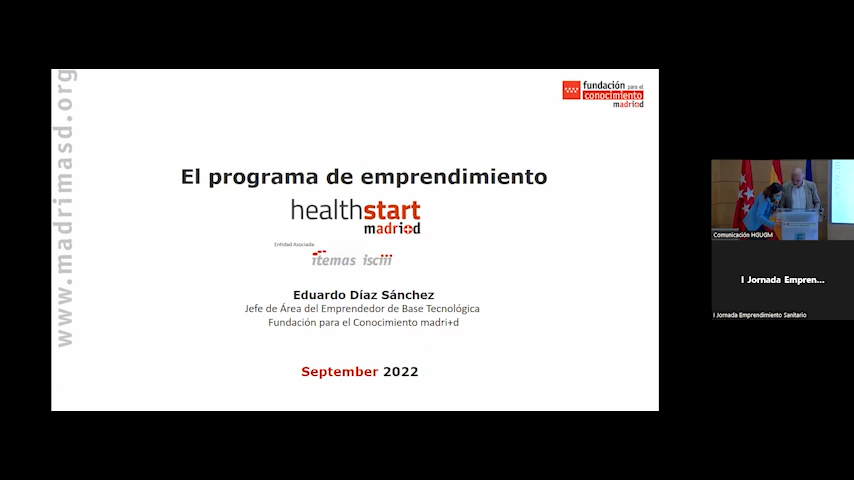 www.madrimasd.org
fundación para el
conocimiento
madri+d
El programa de emprendimiento
healthstart
madri+d
Entidad Asociada:
itemas isciii
Eduardo Díaz Sánchez
Jefe de Área del Emprendedor de Base Tecnológica
Fundación para el Conocimiento madri+d
September 2022
Comunicación HGUGM
I Jornada Empren...
I Jornada Emprendimiento Sanitario